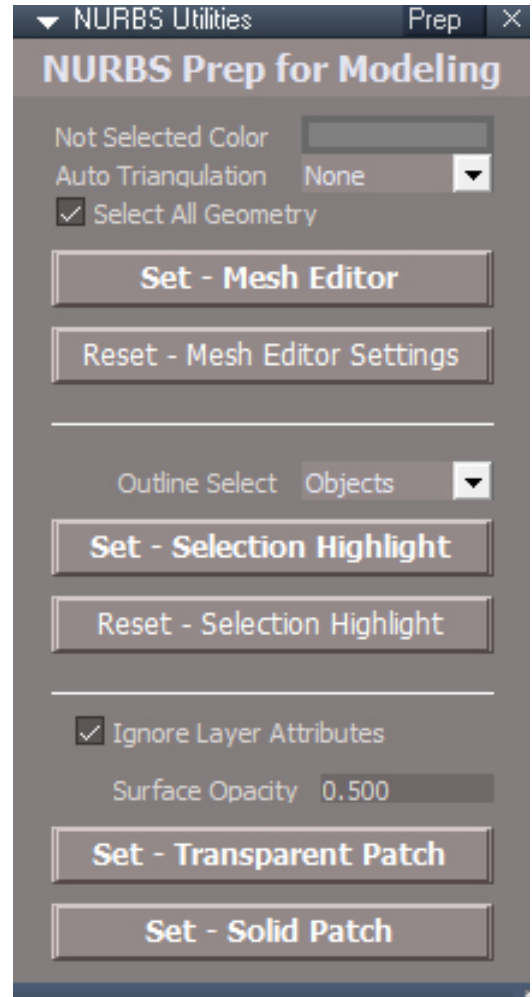 NURBS Utilities Prep
NURBS Prep for Modeling
Not Selected Color
Auto Triangulation None
Select All Geometry
Set - Mesh Editor
Reset - Mesh Editor Settings
Outline Select Objects
Set - Selection Highlight
Reset - Selection Highlight
Ignore Layer Attributes
Surface Opacity 0.500
Set - Transparent Patch
Set - Solid Patch